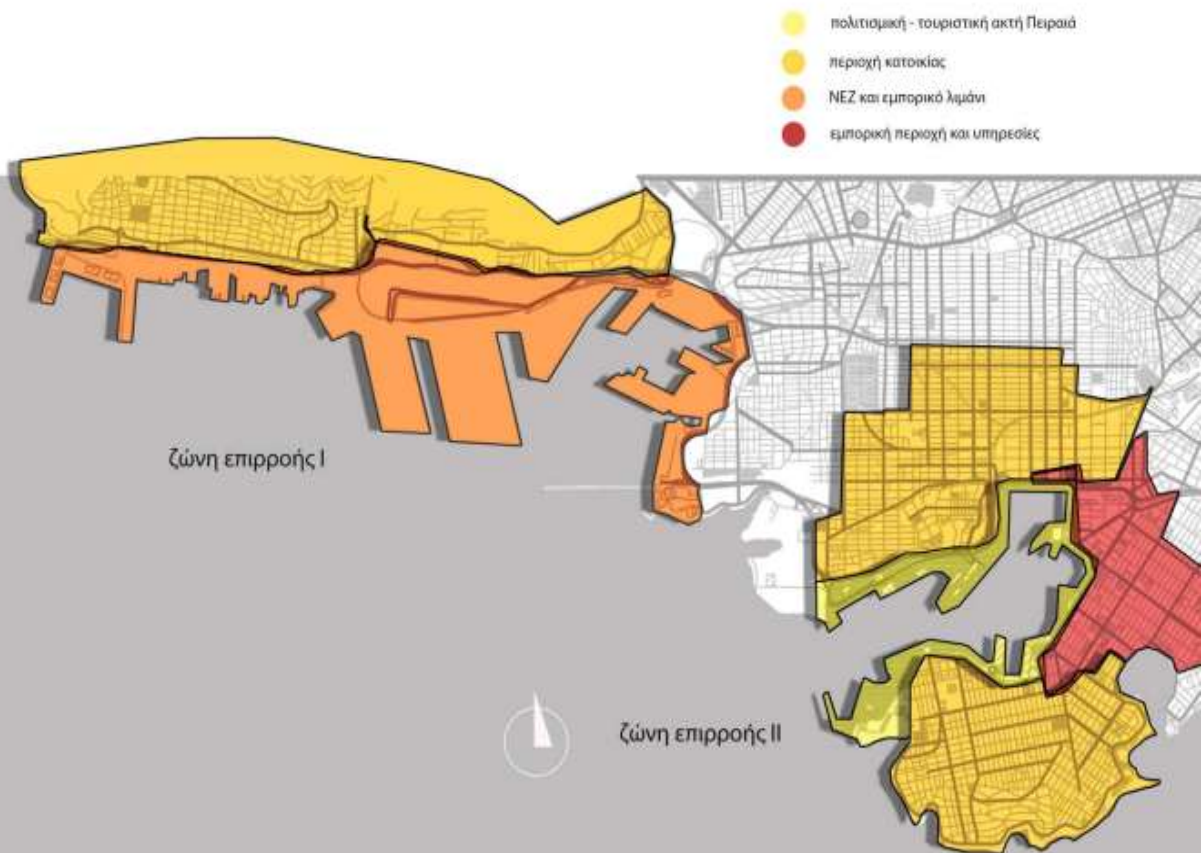 πολιτισμική - τουριστική ακτή Πειραιά
περιοχή κατοικίας
ΝΕΖ και εμπορικό λιμάνι
εμπορική περιοχή και υπηρεσίες
ζώνη επιρροής Ι
ζώνη επιρροής ΙΙ